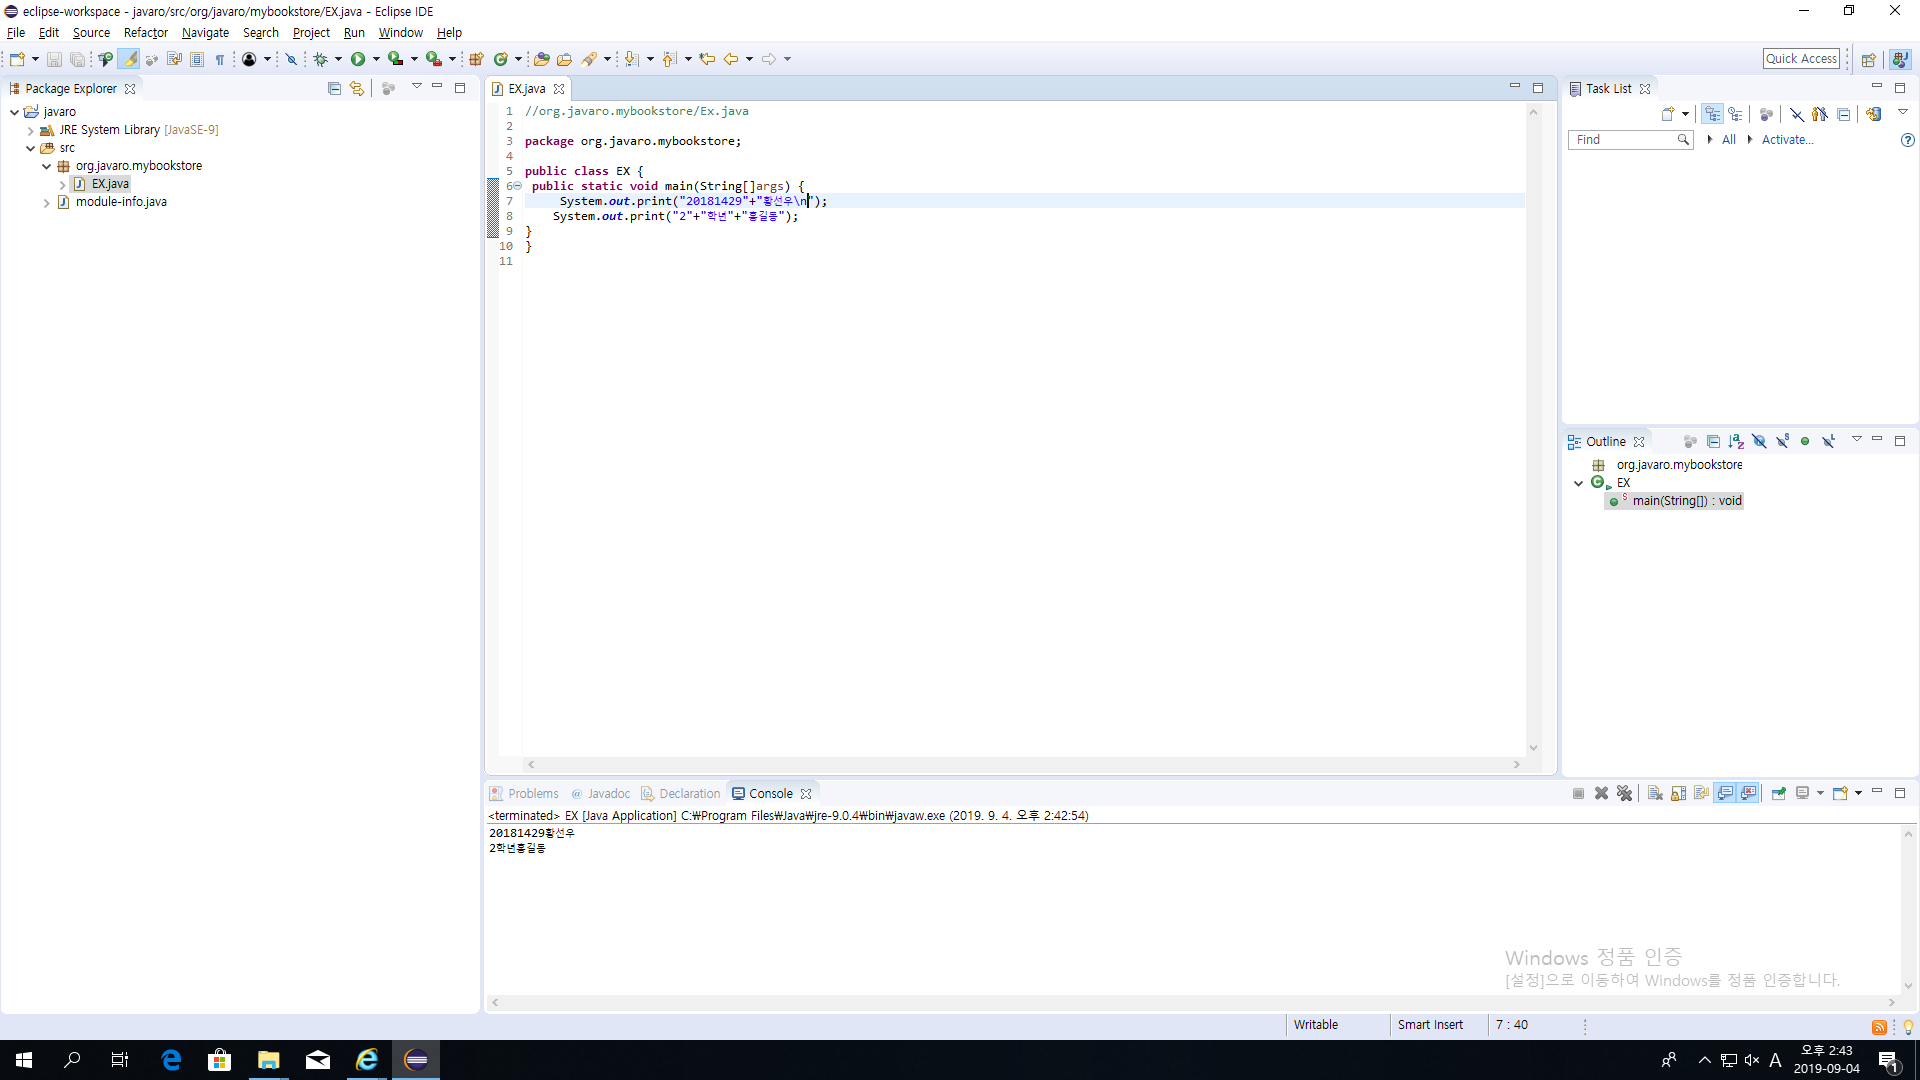 eclipse-workspace - javaro/src/org/javaro/mybookstore/EX.java - Eclipse IDE
File Edit Source Refactor Navigate Search Project Run Window Help
Quick Access
Package Explorer
javaro
JRE System Library [JavaSE-9]
src
org.javaro.mybookstore
EX.java
module-info.java
EX.java
1 //org.javaro.mybookstore/Ex.java
2
3 package org.javaro.mybookstore;
4
5 public class EX {
6 public static void main(String[]args) {
7 System.out.print("20181429"+"황선우\n");
8 System.out.print("2"+"학년"+"홍길동");
9 }
10 }
11
Task List
Find All Activate...
Outline
org.javaro.mybookstore
EX
main(String[]) : void
Problems Javadoc Declaration Console
<terminated> EX [Java Application] C:₩Program Files₩Java₩jre-9.0.4₩bin₩javaw.exe (2019. 9. 4. 오후 2:42:54)
20181429황선우
2학년홍길동
Windows 정품 인증
[설정]으로 이동하여 Windows를 정품 인증합니다.
Writable Smart Insert 7 : 40
A
오후 2:43
2019-09-04
1